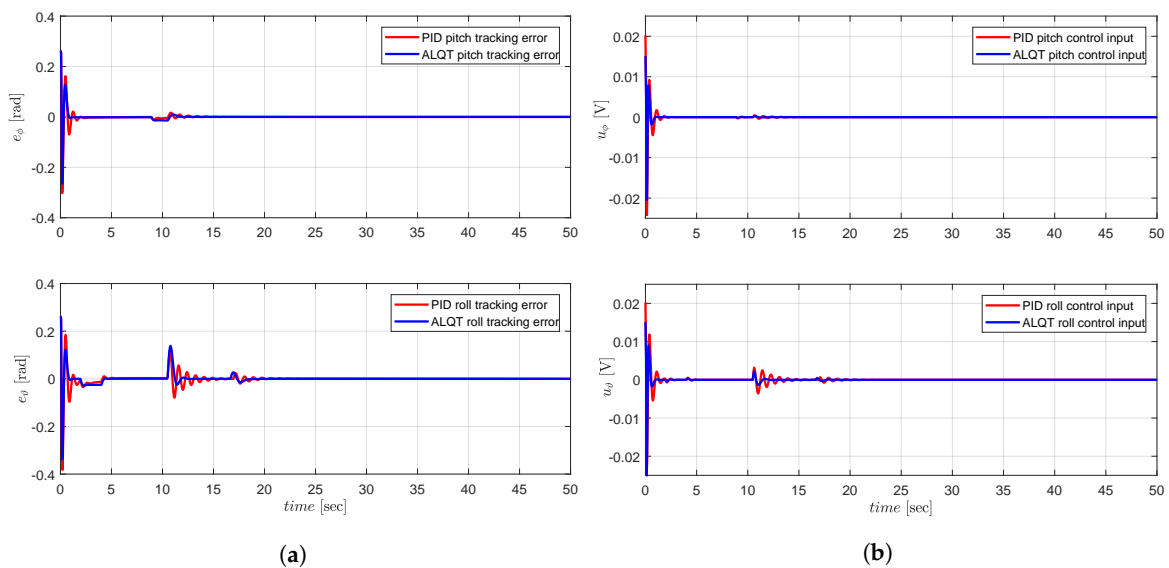 0.4
0.2
0
-0.2
-0.4
e_ϕ [rad]
PID pitch tracking error
ALQT pitch tracking error
0 5 10 15 20 25 30 35 40 45 50
0.02
0.01
0
-0.01
-0.02
u_ϕ [V]
PID pitch control input
ALQT pitch control input
0 5 10 15 20 25 30 35 40 45 50
0.4
0.2
0
-0.2
-0.4
e_ϑ [rad]
PID roll tracking error
ALQT roll tracking error
0 5 10 15 20 25 30 35 40 45 50
time [sec]
(a)
0.02
0.01
0
-0.01
-0.02
u_ϑ [V]
PID roll control input
ALQT roll control input
0 5 10 15 20 25 30 35 40 45 50
time [sec]
(b)